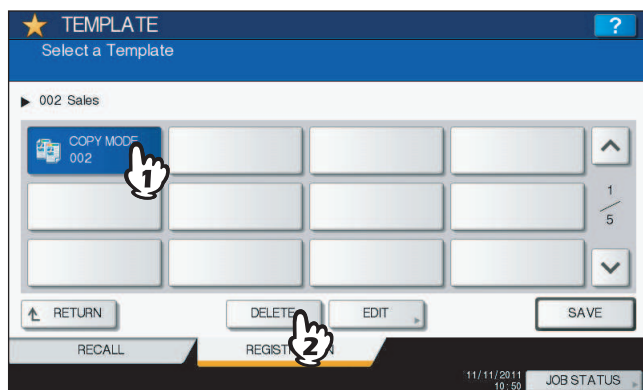 TEMPLATE
?
Select a Template
002 Sales
COPY MODE
002
1
1
5
RETURN
DELETE
EDIT
SAVE
2
RECALL
11/11/2011
10:50
JOB STATUS